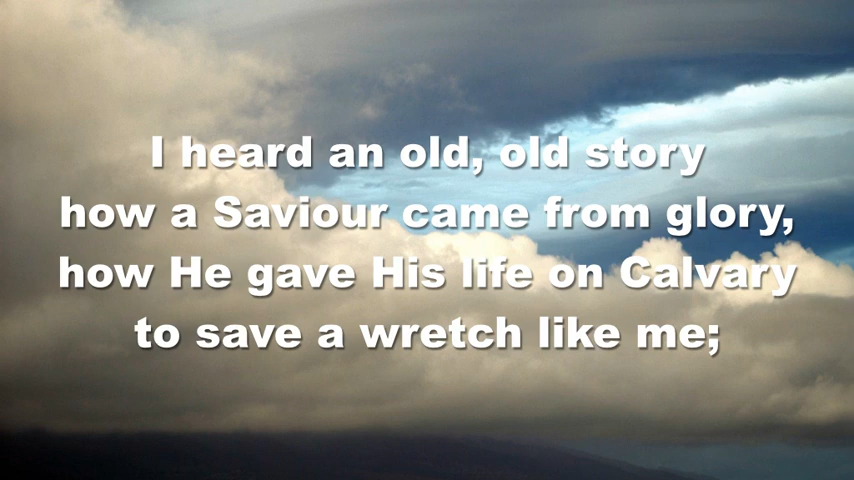 I heard an old, old story
how a Saviour came from glory,
how He gave His life on Calvary
to save a wretch like me;